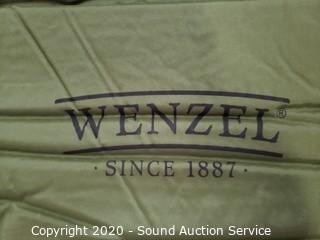 WENZEL®
· SINCE 1887 ·
Copyright 2020 - Sound Auction Service